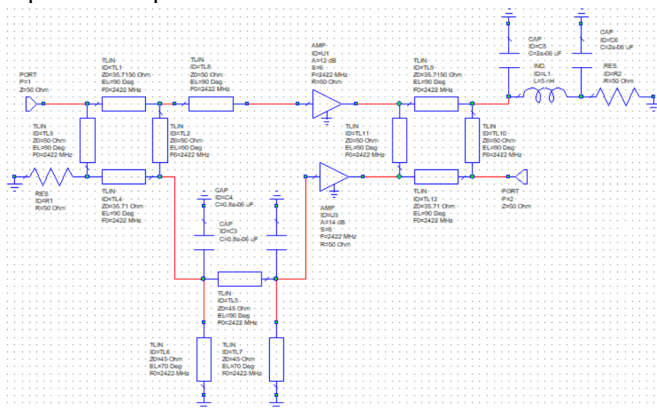 CAP
ID=C5
C=2e-06 uF
CAP
ID=C6
C=2e-06 uF
AMP
ID=U1
A=12 dB
S=6
F=2422 MHz
R=50 Ohm
PORT
P=1
Z=50 Ohm
TLIN
ID=TL1
Z0=35.7150 Ohm
EL=90 Deg
F0=2422 MHz
TLIN
Z0=50 Ohm
EL=90 Deg
F0=2422 MHz
TLIN
ID=TL9
Z0=35.7150 Ohm
EL=90 Deg
F0=2422 MHz
IND
ID=L1
L=5 nH
RES
ID=R2
R=50 Ohm
TLIN
ID=TL3
Z0=50 Ohm
EL=90 Deg
F0=2422 MHz
TLIN
ID=TL2
Z0=50 Ohm
EL=90 Deg
F0=2422 MHz
TLIN
ID=TL11
Z0=50 Ohm
EL=90 Deg
F0=2422 MHz
TLIN
ID=TL10
Z0=50 Ohm
EL=90 Deg
F0=2422 MHz
RES
ID=R1
R=50 Ohm
TLIN
ID=TL4
Z0=35.71 Ohm
EL=90 Deg
F0=2422 MHz
CAP
ID=C4
C=0.8e-06 uF
CAP
ID=C3
C=0.8e-06 uF
AMP
ID=U3
A=14 dB
S=6
F=2422 MHz
R=50 Ohm
TLIN
ID=TL12
Z0=35.71 Ohm
EL=90 Deg
F0=2422 MHz
PORT
P=2
Z=50 Ohm
TLIN
ID=TL5
Z0=45 Ohm
EL=90 Deg
F0=2422 MHz
TLIN
ID=TL6
Z0=45 Ohm
EL=70 Deg
F0=2422 MHz
TLIN
ID=TL7
Z0=45 Ohm
EL=70 Deg
F0=2422 MHz